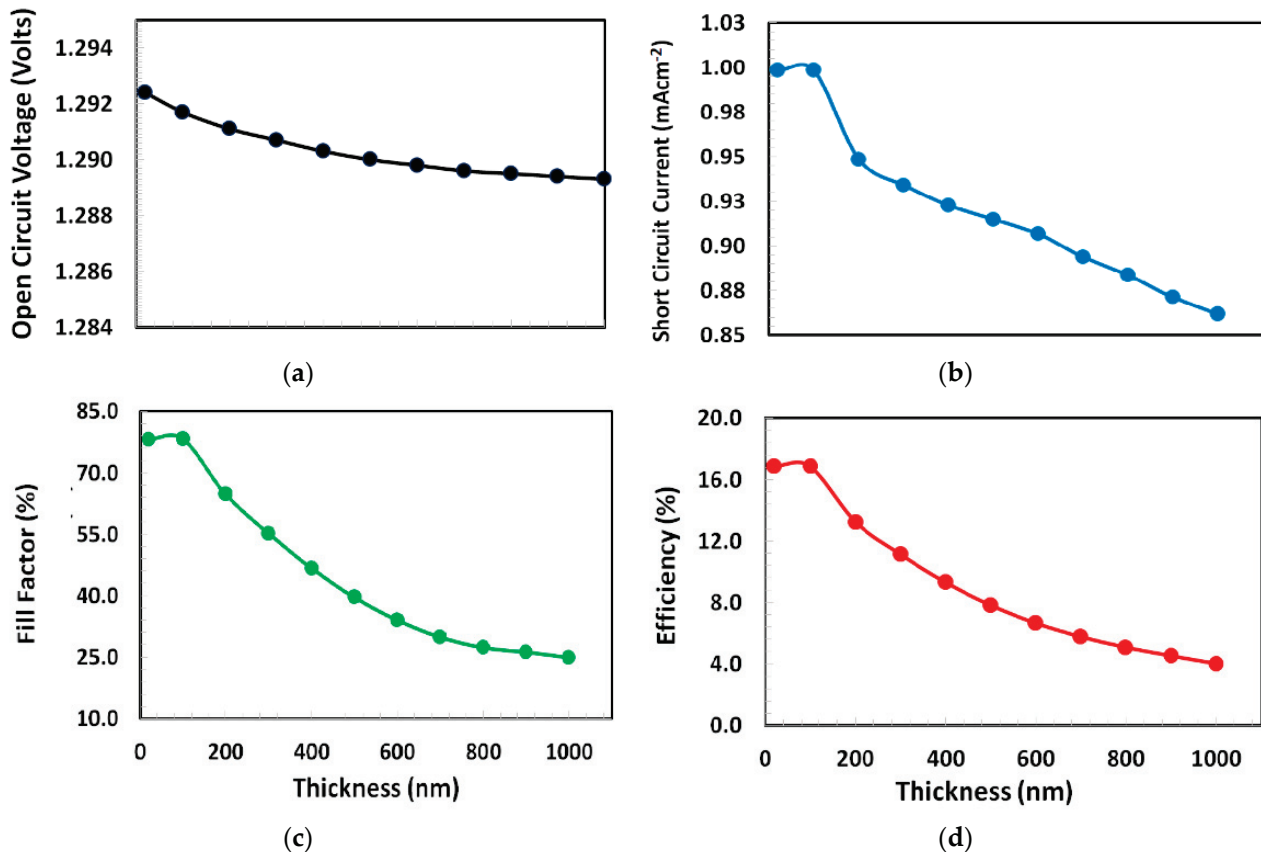 Open Circuit Voltage (Volts)
1.294
1.292
1.290
1.288
1.286
1.284
(a)
Short Circuit Current (mAcm⁻²)
1.03
1.00
0.98
0.95
0.93
0.90
0.88
0.85
(b)
Fill Factor (%)
85.0
70.0
55.0
40.0
25.0
10.0
0 200 400 600 800 1000
Thickness (nm)
(c)
Efficiency (%)
20.0
16.0
12.0
8.0
4.0
0.0
0 200 400 600 800 1000
Thickness (nm)
(d)